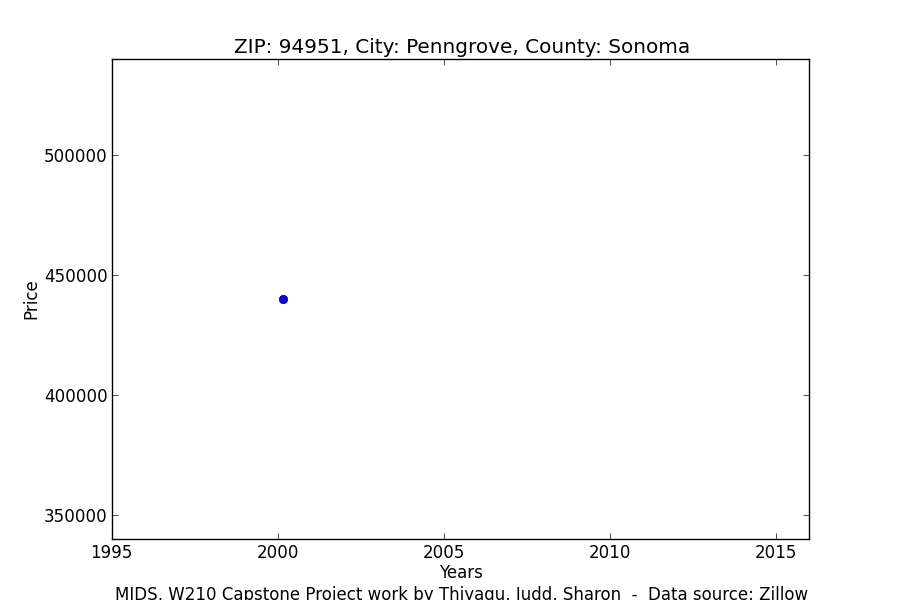 ZIP: 94951, City: Penngrove, County: Sonoma
500000
450000
Price
400000
350000
1995 2000 2005 2010 2015
Years
MIDS, W210 Capstone Project work by Thiyagu, Judd, Sharon - Data source: Zillow